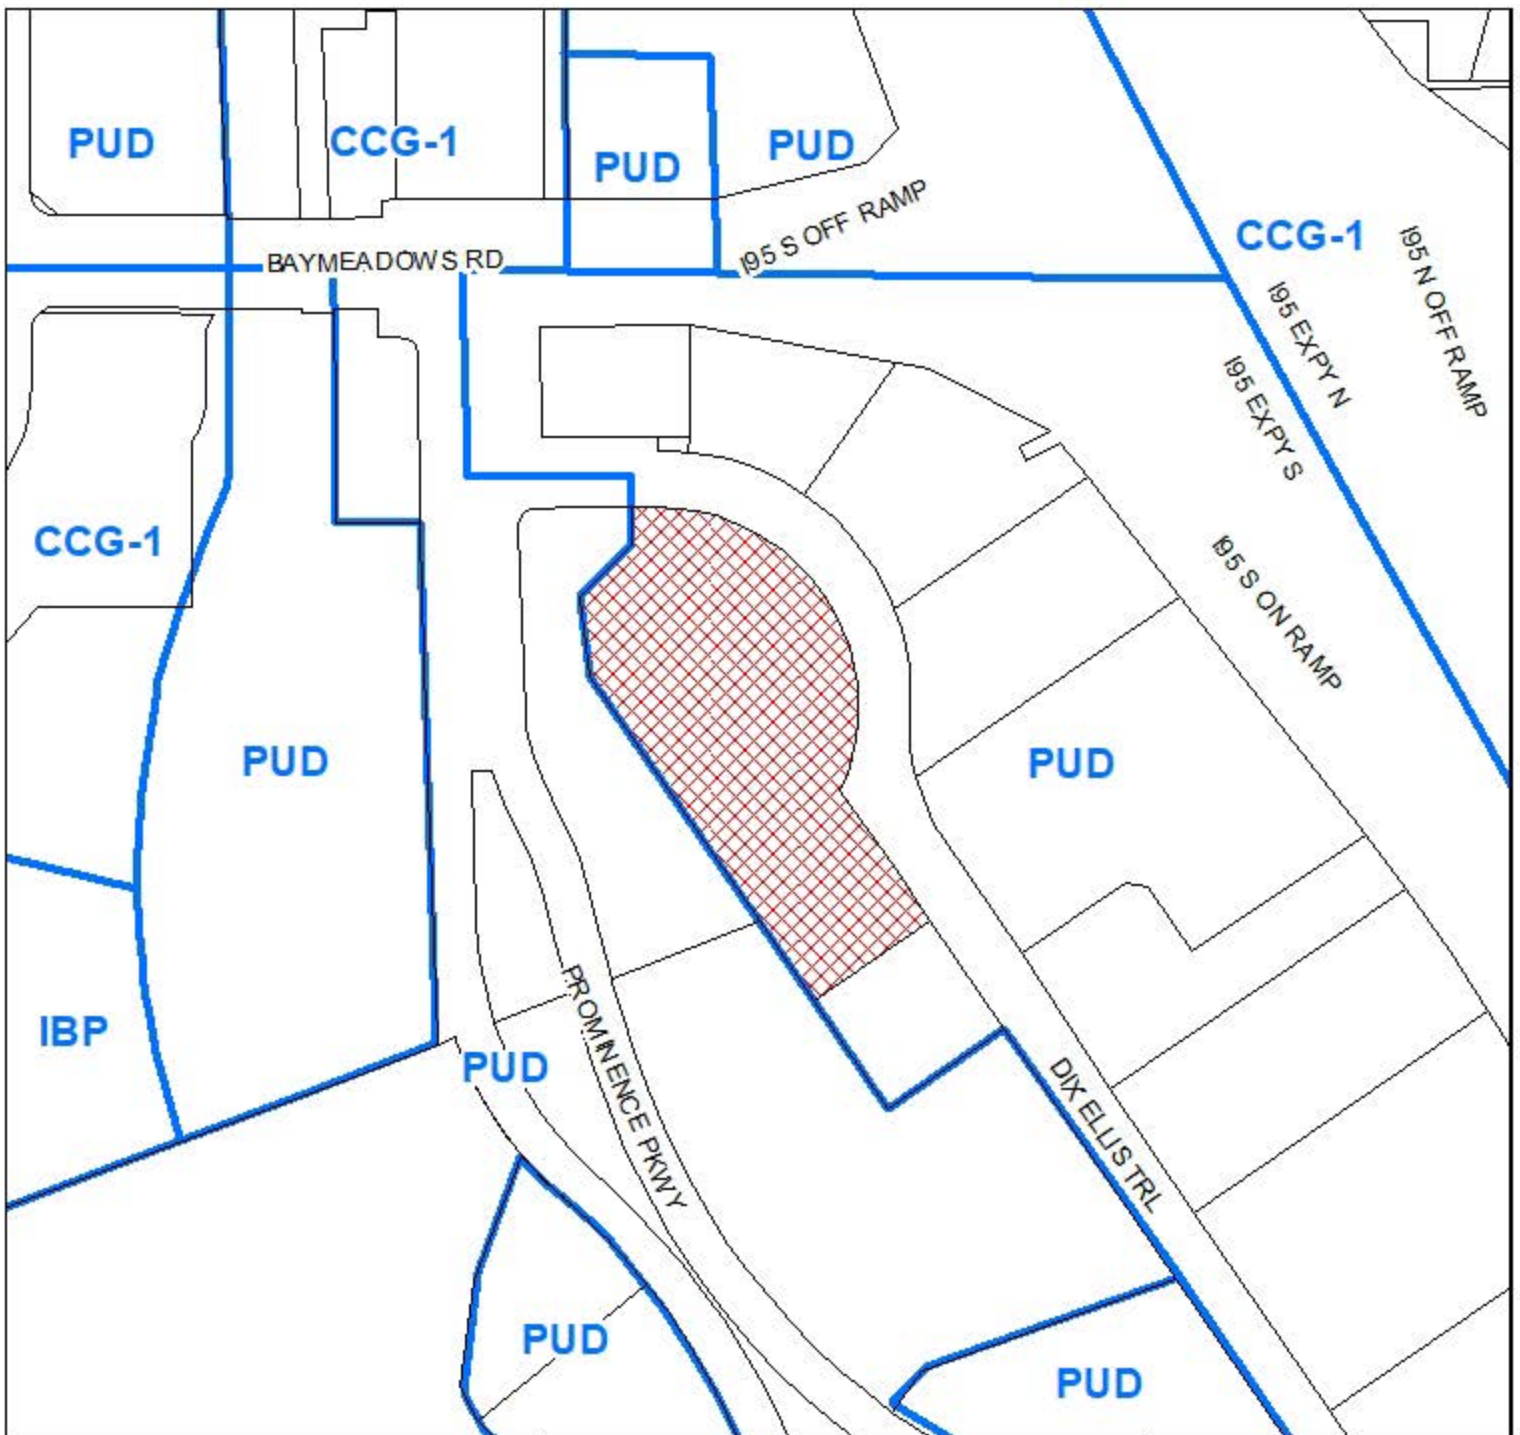 PUD
CCG-1
PUD
PUD
I95 S OFF RAMP
BAYMEADOWS RD
CCG-1
I95 N OFF RAMP
I95 EXPY N
I95 EXPY S
CCG-1
I95 S ON RAMP
PUD
PUD
IBP
PUD
PROMINENCE PKWY
DIX ELLIS TRL
PUD
PUD